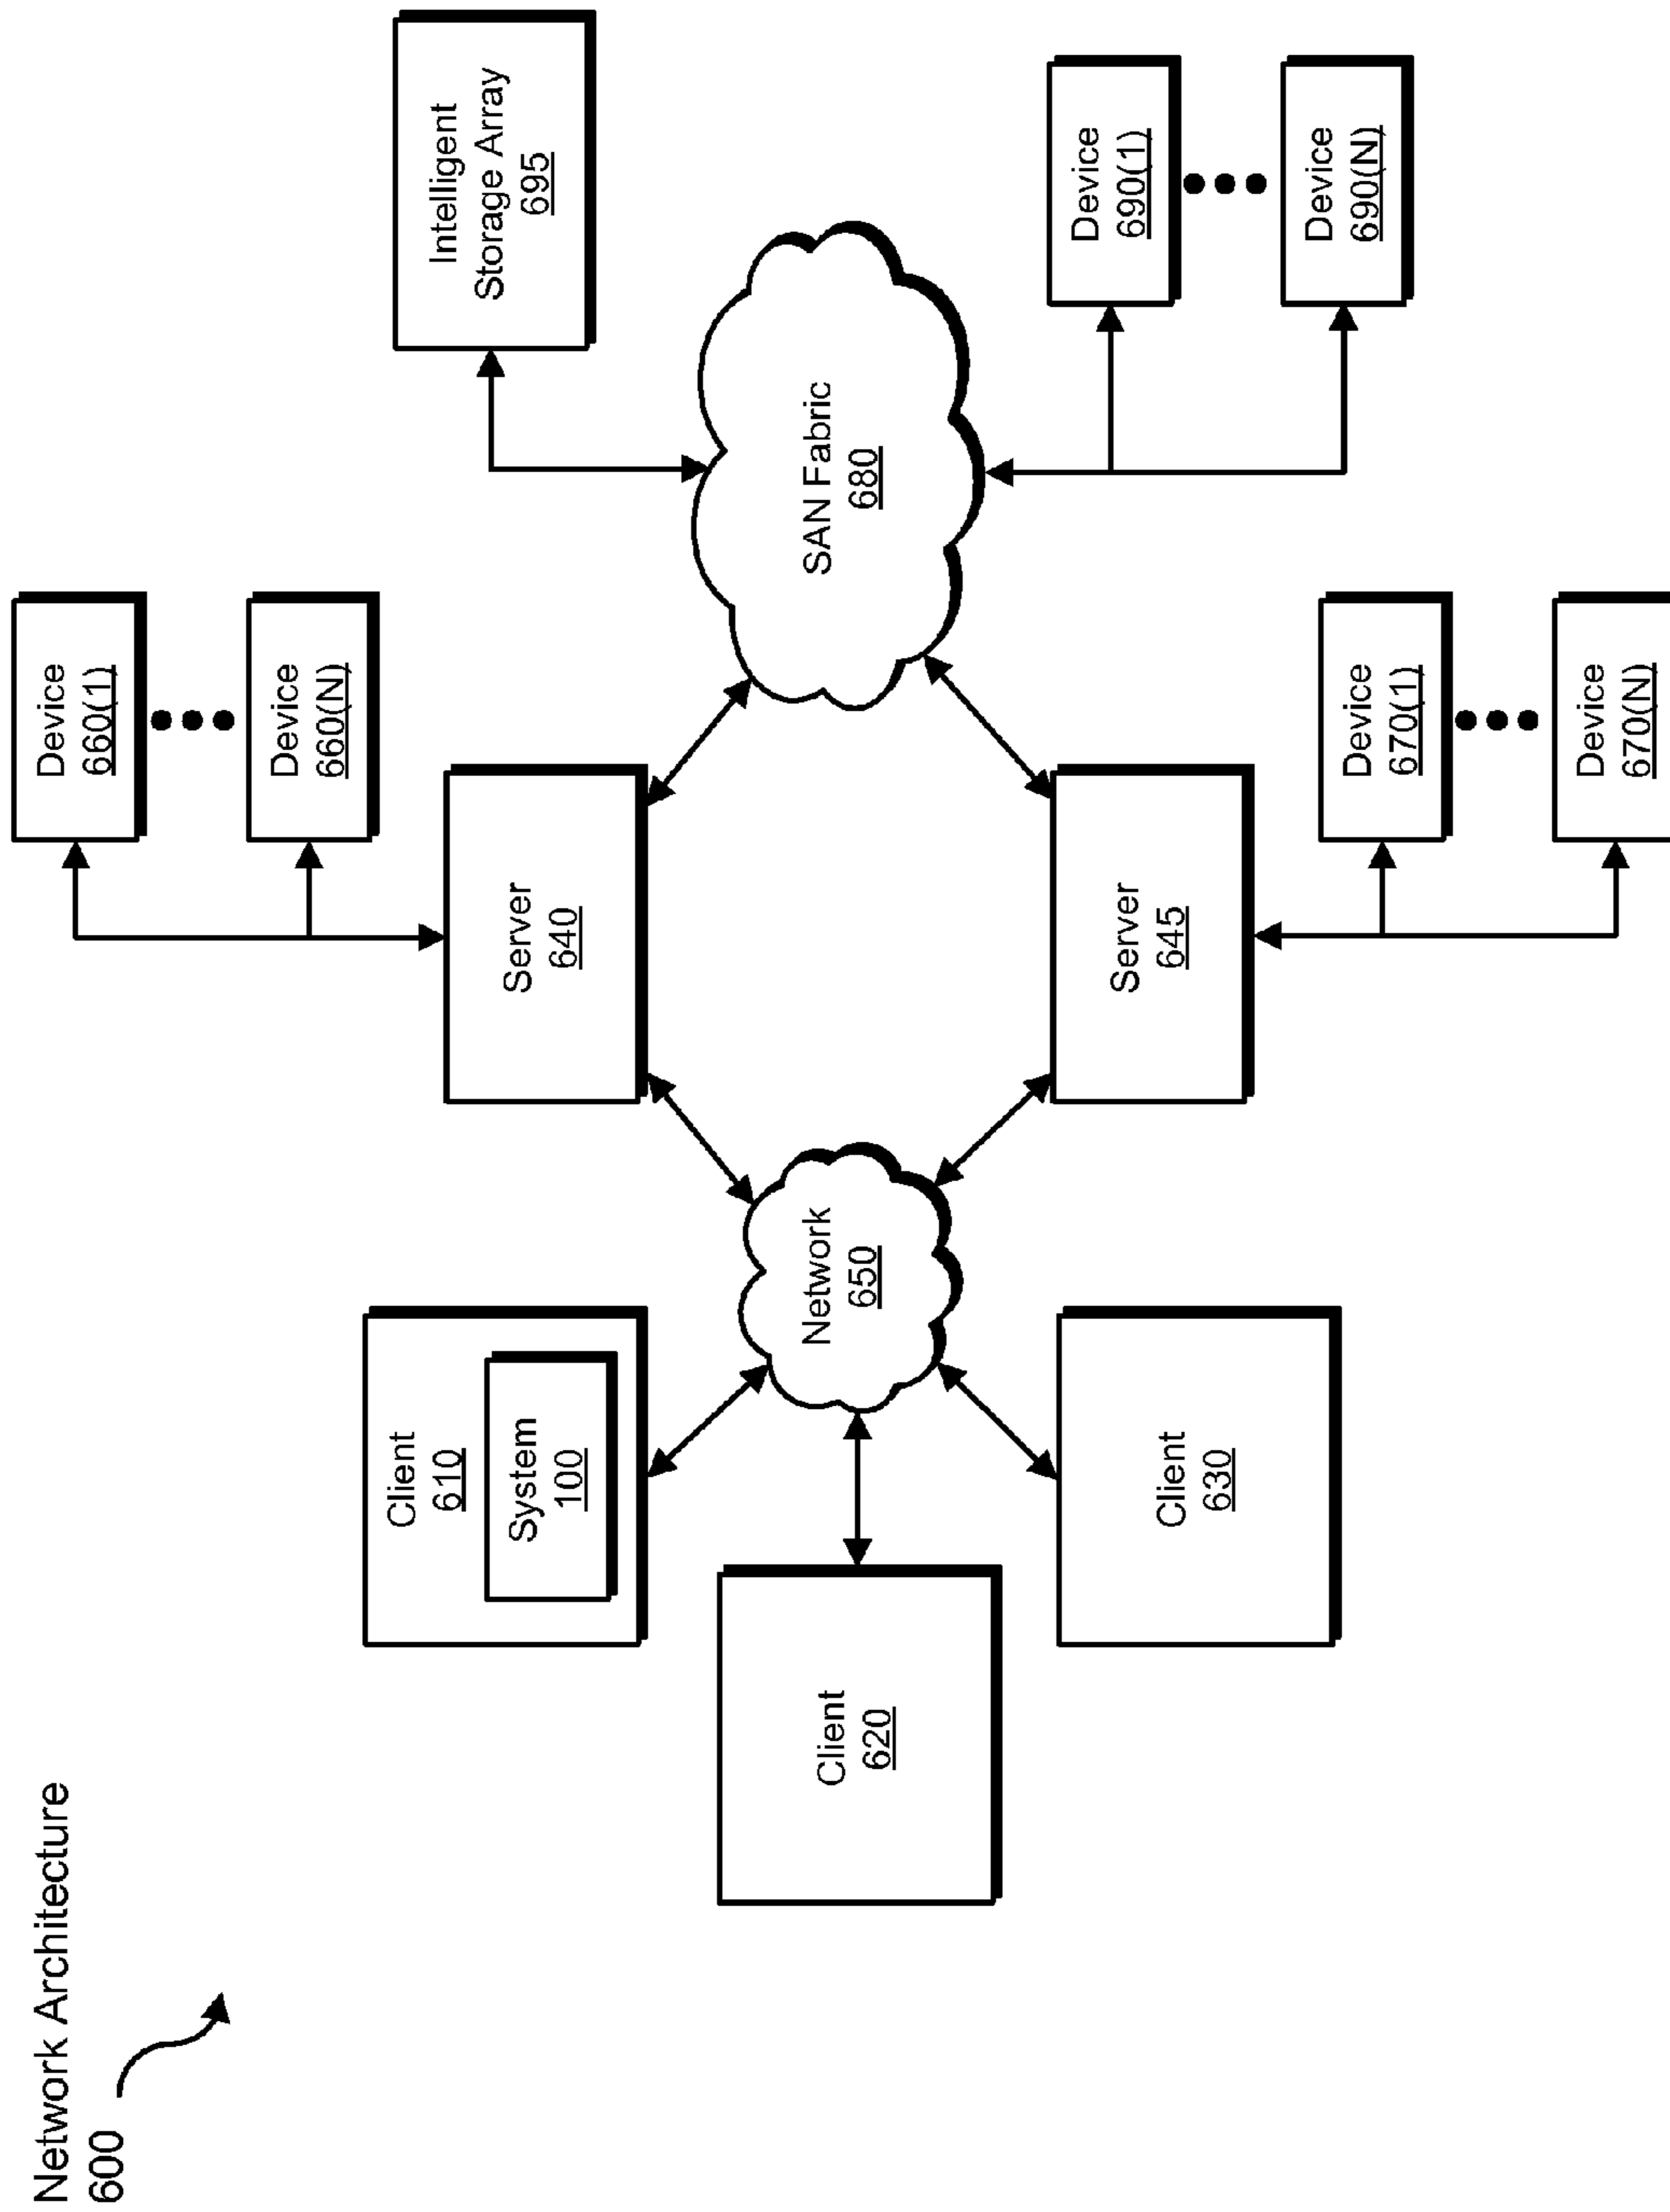 Network Architecture
600
Client
610
System
100
Client
620
Client
630
Network
650
Server
640
Server
645
Device
660(1)
Device
660(N)
Device
670(1)
Device
670(N)
SAN Fabric
680
Intelligent
Storage Array
695
Device
690(1)
Device
690(N)